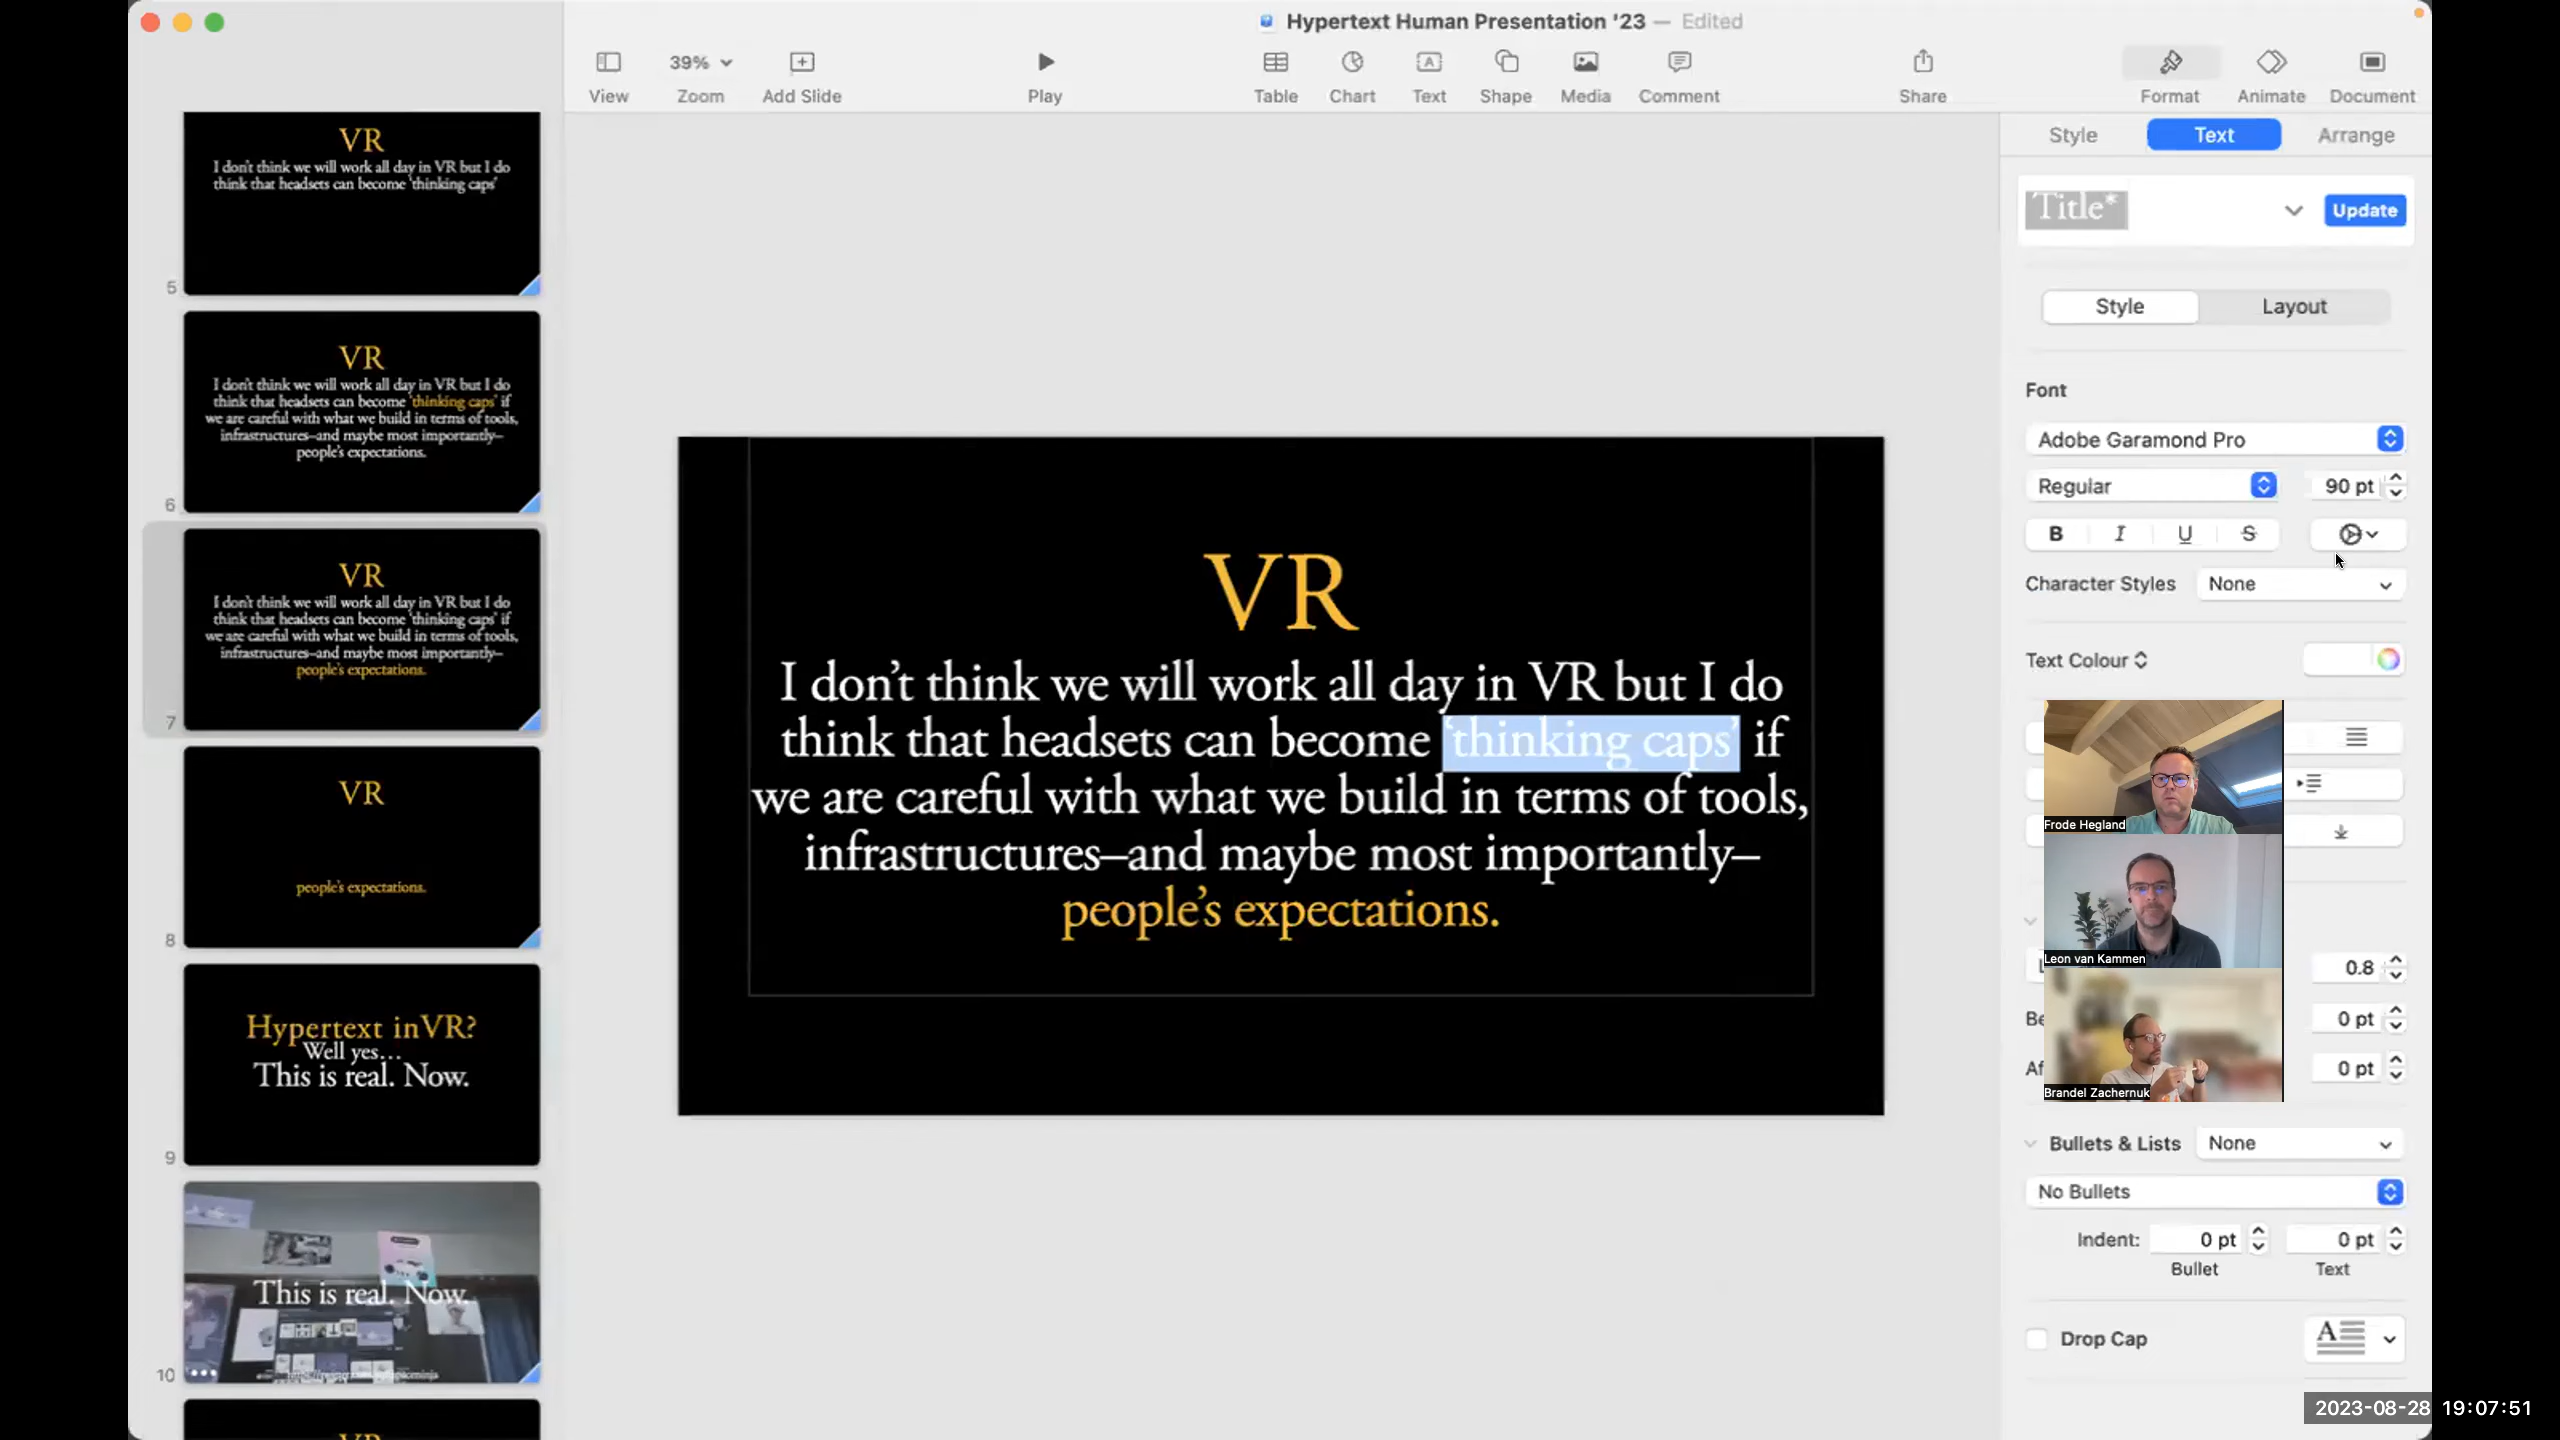 Hypertext Human Presentation '23 — Edited
View
39%
Zoom
Add Slide
Play
Table
Chart
Text
Shape
Media
Comment
Share
Format
Animate
Document
VR
I don't think we will work all day in VR but I do
think that headsets can become 'thinking caps'
5
VR
I don't think we will work all day in VR but I do
think that headsets can become 'thinking caps' if
we are careful with what we build in terms of tools,
infrastructures–and maybe most importantly–
people's expectations.
6
VR
I don't think we will work all day in VR but I do
think that headsets can become 'thinking caps' if
we are careful with what we build in terms of tools,
infrastructures–and maybe most importantly–
people's expectations.
7
VR
people's expectations.
8
Hypertext inVR?
Well yes...
This is real. Now.
9
This is real. Now.
10
VR
VR
I don't think we will work all day in VR but I do
think that headsets can become 'thinking caps' if
we are careful with what we build in terms of tools,
infrastructures–and maybe most importantly–
people's expectations.
Style Text Arrange
Title*
Update
Style Layout
Font
Adobe Garamond Pro
Regular 90 pt
B I U S
Character Styles None
Text Colour
Frode Hegland
Leon van Kammen
0.8
Be 0 pt
Af 0 pt
Brandel Zachernuk
Bullets & Lists None
No Bullets
Indent: 0 pt 0 pt
Bullet Text
Drop Cap
A
2023-08-28 19:07:51